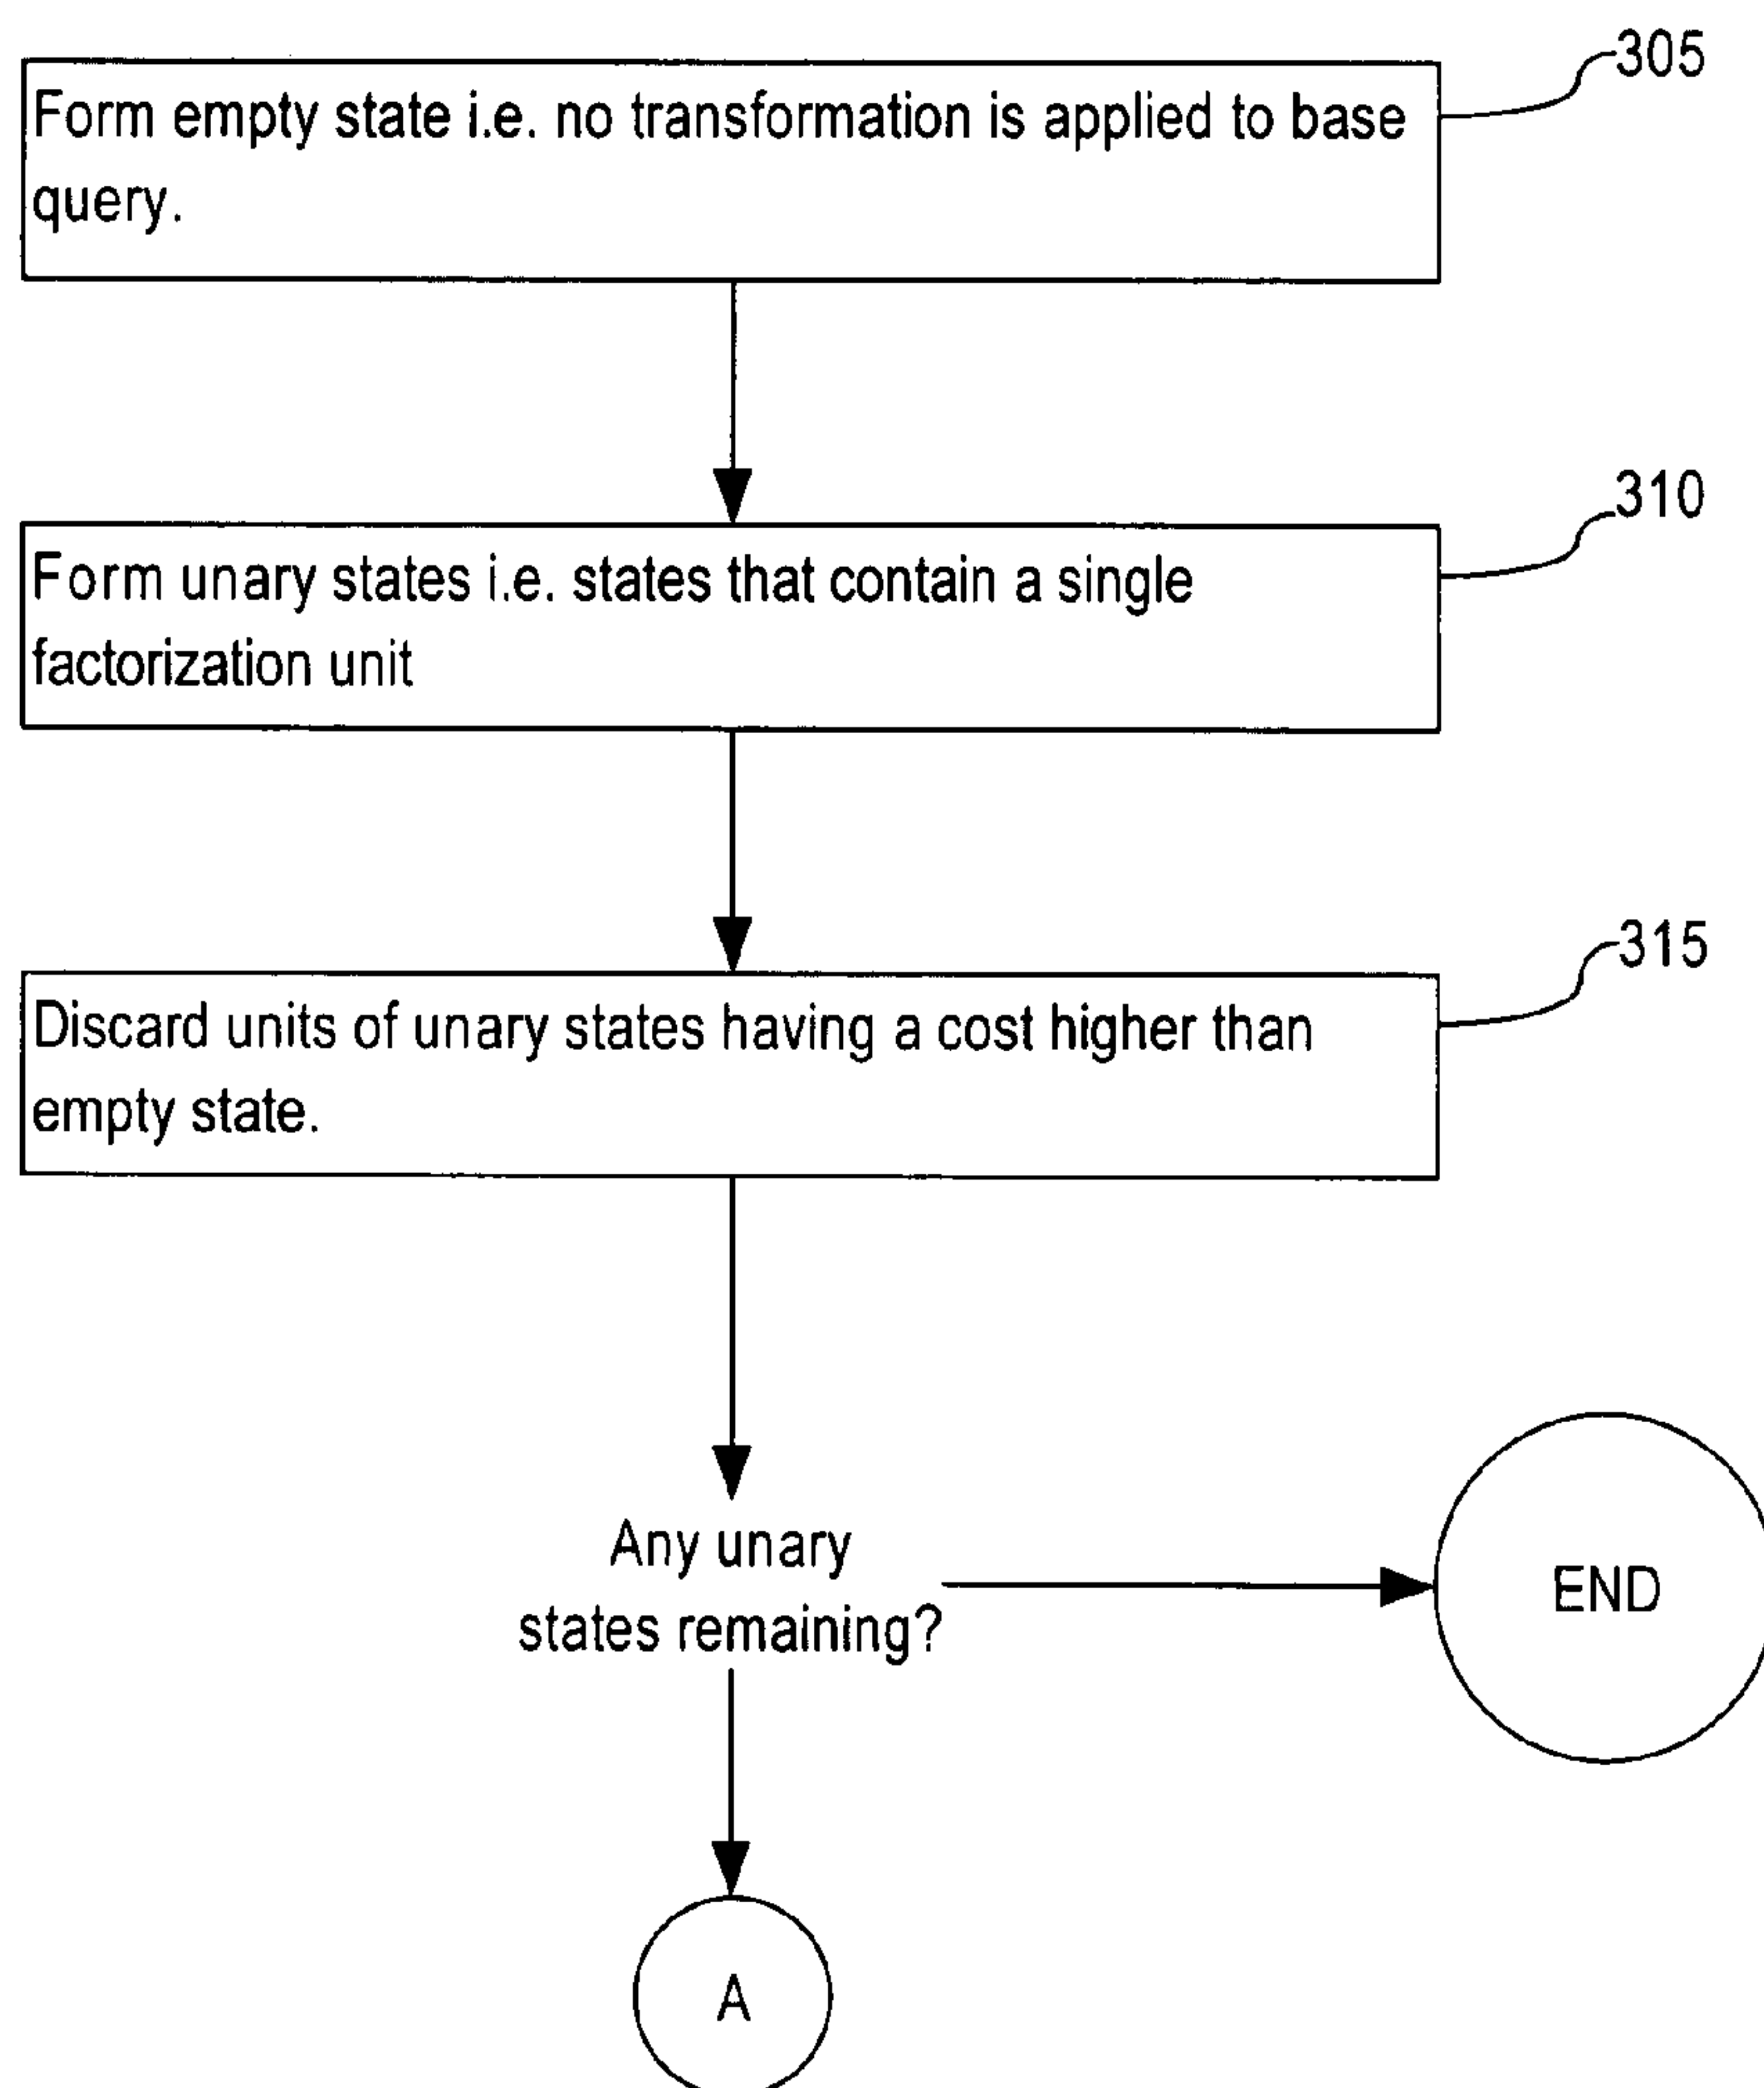 305
Form empty state i.e. no transformation is applied to base
query.
310
Form unary states i.e. states that contain a single
factorization unit
315
Discard units of unary states having a cost higher than
empty state.
Any unary
states remaining?
END
A